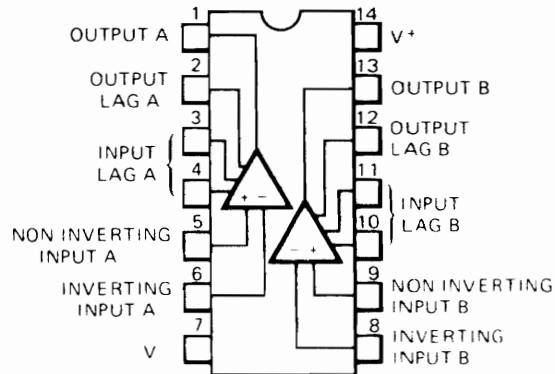 1
OUTPUT A
2
OUTPUT
LAG A
3
INPUT
LAG A
4
5
NON INVERTING
INPUT A
6
INVERTING
INPUT A
7
V
+ −
− +
14
V+
13
OUTPUT B
12
OUTPUT
LAG B
11
INPUT
LAG B
10
9
NON INVERTING
INPUT B
8
INVERTING
INPUT B